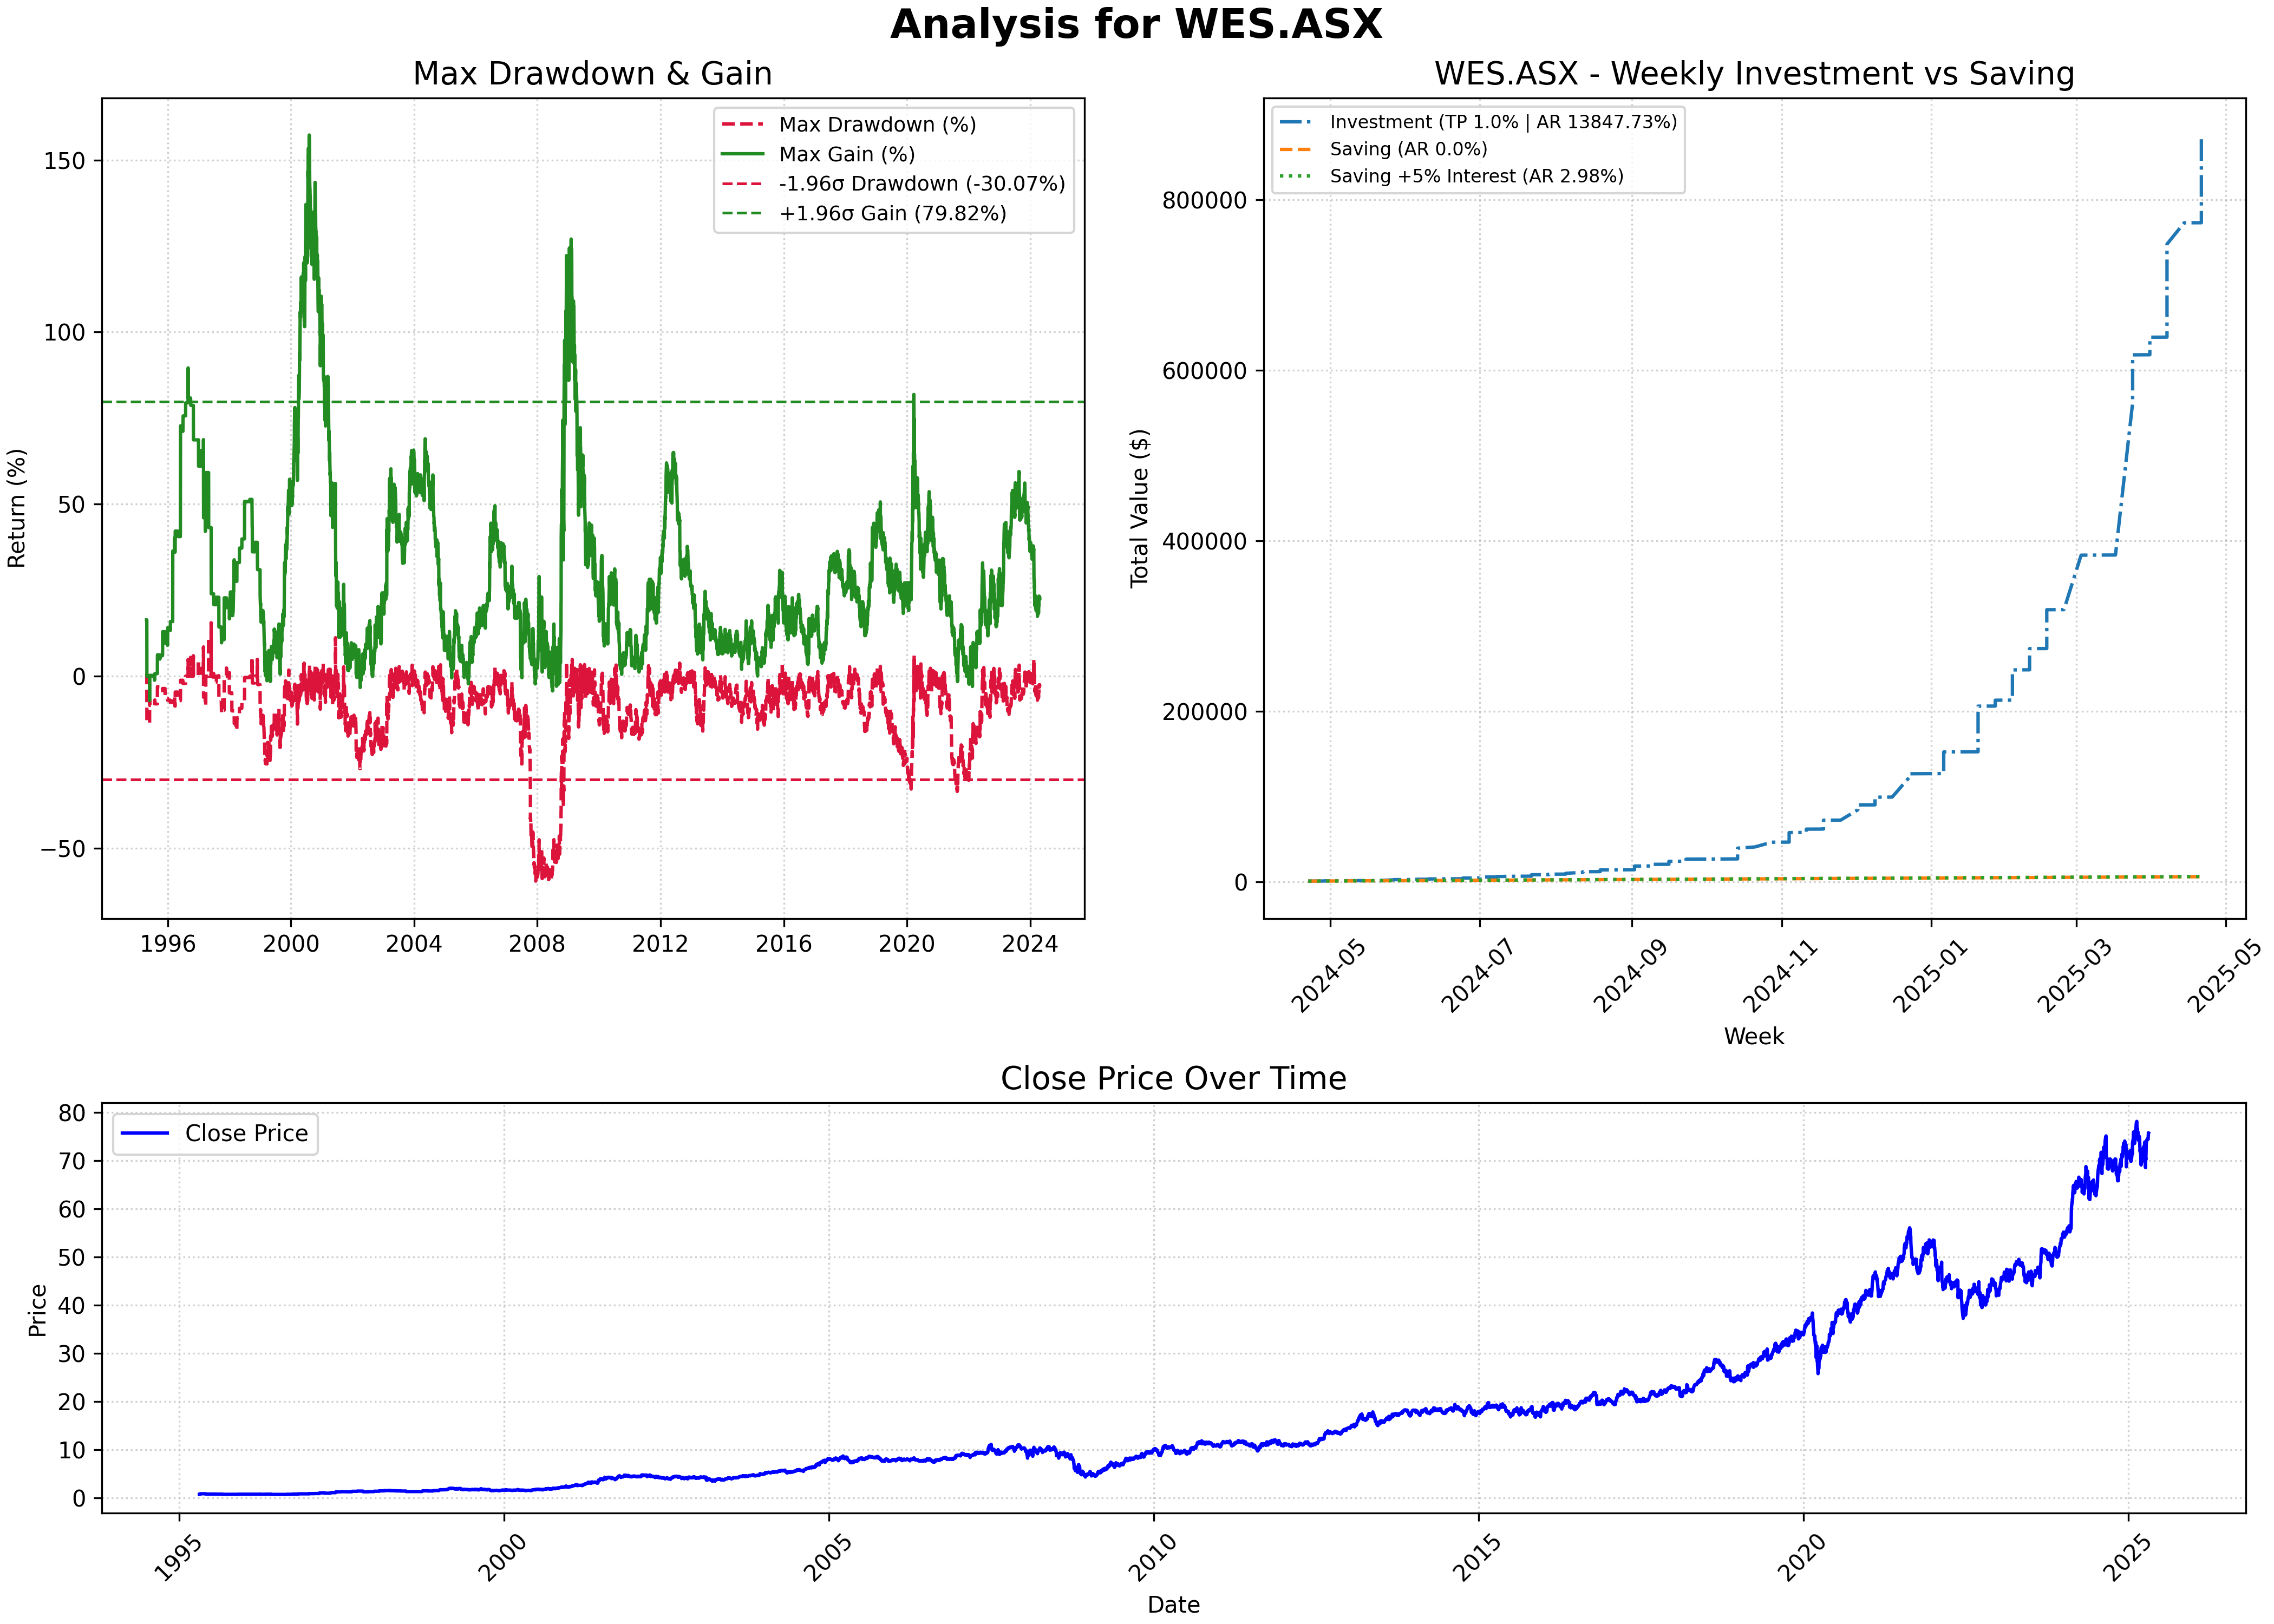 Analysis for WES.ASX
Max Drawdown & Gain
Max Drawdown (%)
Max Gain (%)
-1.96σ Drawdown (-30.07%)
+1.96σ Gain (79.82%)
Return (%)
150
100
50
0
−50
1996 2000 2004 2008 2012 2016 2020 2024
WES.ASX - Weekly Investment vs Saving
Investment (TP 1.0% | AR 13847.73%)
Saving (AR 0.0%)
Saving +5% Interest (AR 2.98%)
Total Value ($)
800000
600000
400000
200000
0
2024-05 2024-07 2024-09 2024-11 2025-01 2025-03 2025-05
Week
Close Price Over Time
Close Price
Price
80
70
60
50
40
30
20
10
0
1995 2000 2005 2010 2015 2020 2025
Date